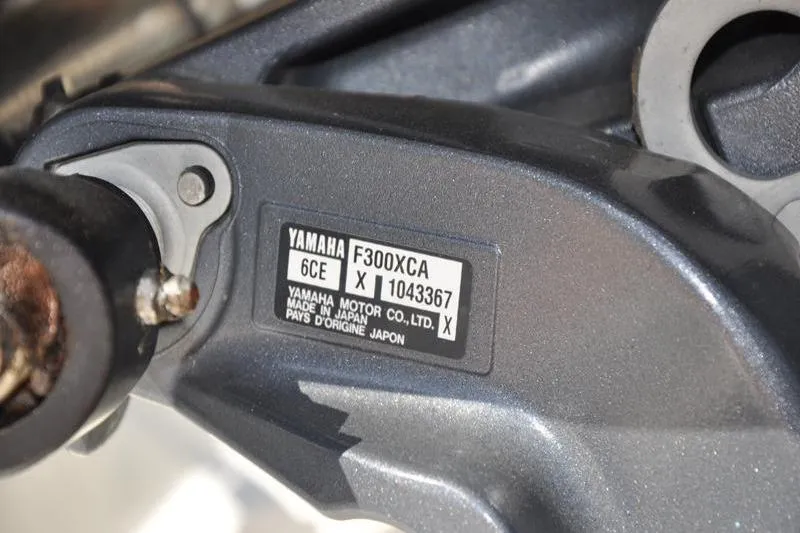 YAMAHA F300XCA
6CE X 1043367
YAMAHA MOTOR CO.,LTD. X
MADE IN JAPAN
PAYS D'ORIGINE JAPON